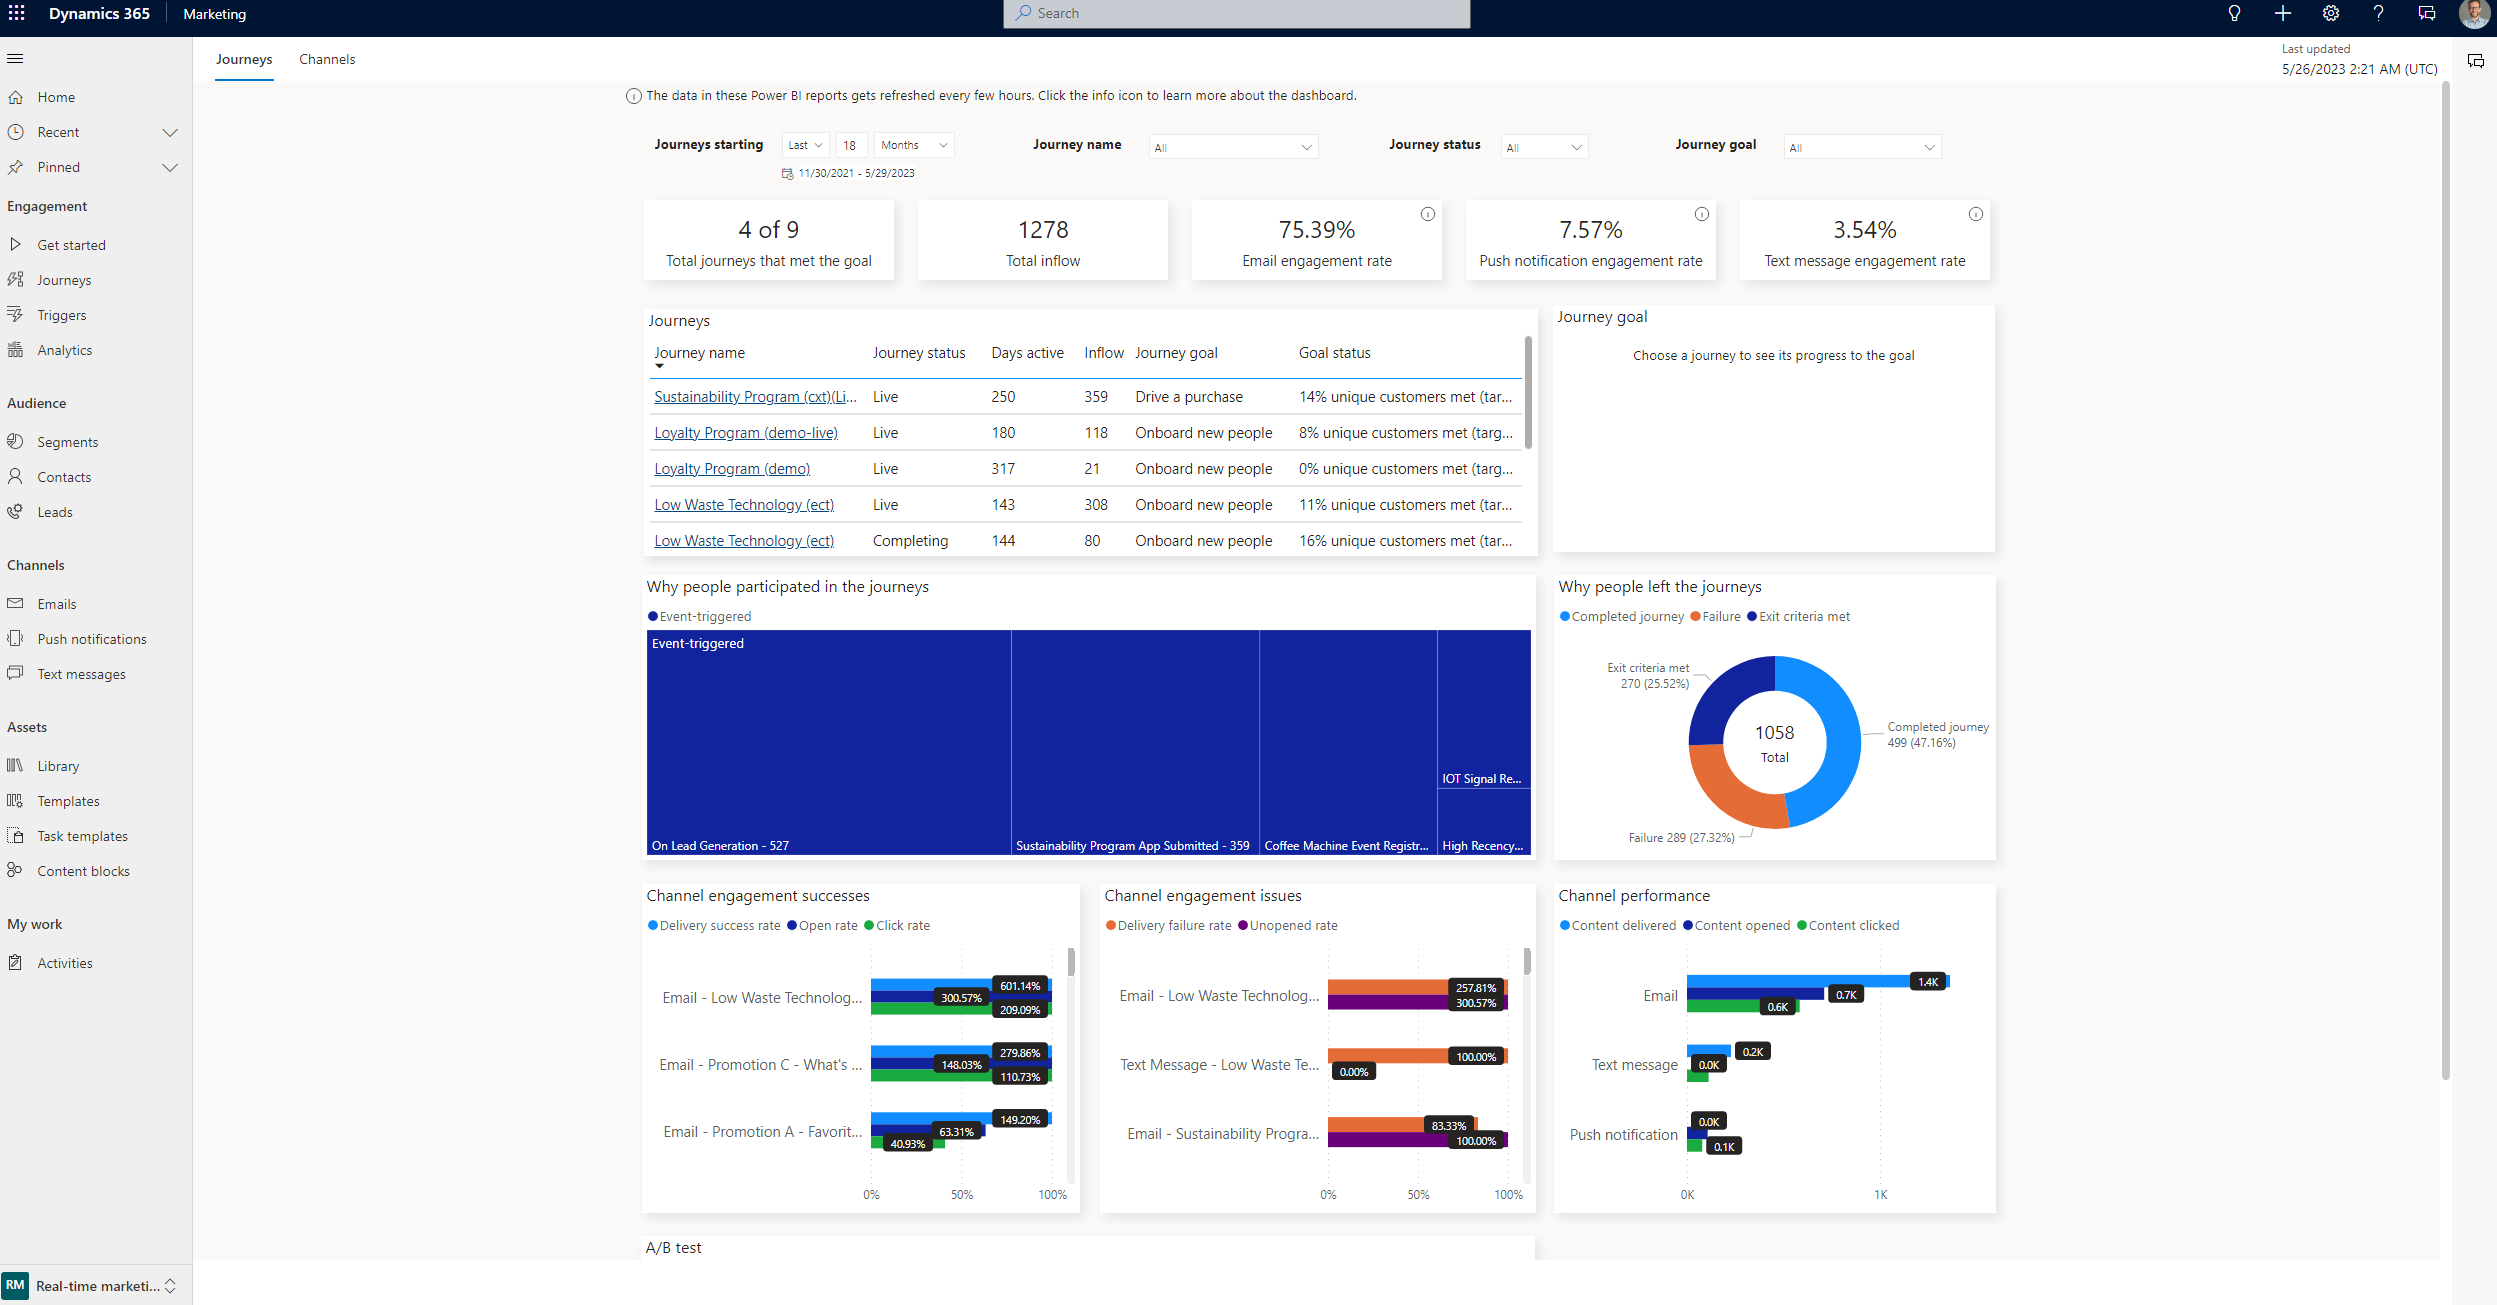 Dynamics 365 Marketing
Search
Journeys Channels
Last updated
5/26/2023 2:21 AM (UTC)
Home
Recent
Pinned
Engagement
Get started
Journeys
Triggers
Analytics
Audience
Segments
Contacts
Leads
Channels
Emails
Push notifications
Text messages
Assets
Library
Templates
Task templates
Content blocks
My work
Activities
RM Real-time marketi...
The data in these Power BI reports gets refreshed every few hours. Click the info icon to learn more about the dashboard.
Journeys starting Last 18 Months
11/30/2021 - 5/29/2023
Journey name All
Journey status All
Journey goal All
4 of 9
Total journeys that met the goal
1278
Total inflow
75.39%
Email engagement rate
7.57%
Push notification engagement rate
3.54%
Text message engagement rate
Journeys
Journey name Journey status Days active Inflow Journey goal Goal status
Sustainability Program (cxt)(Li... Live 250 359 Drive a purchase 14% unique customers met (tar...
Loyalty Program (demo-live) Live 180 118 Onboard new people 8% unique customers met (targ...
Loyalty Program (demo) Live 317 21 Onboard new people 0% unique customers met (targ...
Low Waste Technology (ect) Live 143 308 Onboard new people 11% unique customers met (tar...
Low Waste Technology (ect) Completing 144 80 Onboard new people 16% unique customers met (tar...
Journey goal
Choose a journey to see its progress to the goal
Why people participated in the journeys
Event-triggered
Event-triggered
On Lead Generation - 527
Sustainability Program App Submitted - 359
Coffee Machine Event Registr...
IOT Signal Re...
High Recency...
Why people left the journeys
Completed journey Failure Exit criteria met
Exit criteria met
270 (25.52%)
1058
Total
Completed journey
499 (47.16%)
Failure 289 (27.32%)
Channel engagement successes
Delivery success rate Open rate Click rate
Email - Low Waste Technolog...
601.14%
300.57%
209.09%
Email - Promotion C - What's ...
279.86%
148.03%
110.73%
Email - Promotion A - Favorit...
149.20%
63.31%
40.93%
0% 50% 100%
Channel engagement issues
Delivery failure rate Unopened rate
Email - Low Waste Technolog...
257.81%
300.57%
Text Message - Low Waste Te...
100.00%
0.00%
Email - Sustainability Progra...
83.33%
100.00%
0% 50% 100%
Channel performance
Content delivered Content opened Content clicked
Email
1.4K
0.7K
0.6K
Text message
0.2K
0.0K
Push notification
0.0K
0.1K
0K 1K
A/B test